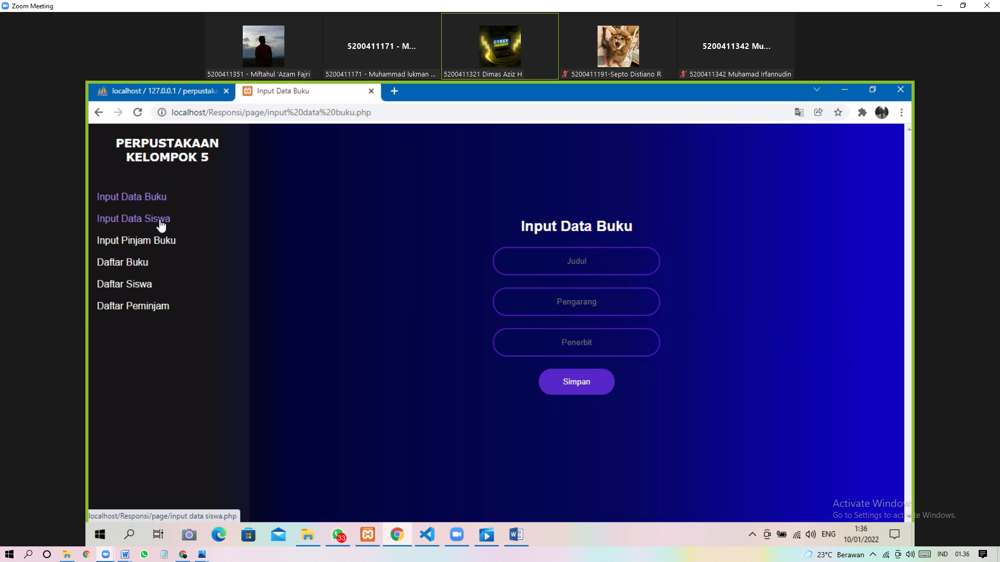 Zoom Meeting
5200411171 - M...
CYBER
MONDAY
5200411342 Mu...
5200411351 - Miftahul 'Azam Fajri
5200411171 - Muhammad lukman ...
5200411321 Dimas Aziz H
5200411191-Septo Distiano R
5200411342 Muhamad Irfannudin
localhost / 127.0.0.1 / perpustaka
Input Data Buku
localhost/Responsi/page/input%20data%20buku.php
PERPUSTAKAAN
KELOMPOK 5
Input Data Buku
Input Data Siswa
Input Pinjam Buku
Daftar Buku
Daftar Siswa
Daftar Peminjam
Input Data Buku
Judul
Pengarang
Penerbit
Simpan
localhost/Responsi/page/input data siswa.php
Activate Windows
Go to Settings to activate Windows.
33
ENG
1:36
10/01/2022
23°C Berawan
IND
01.36